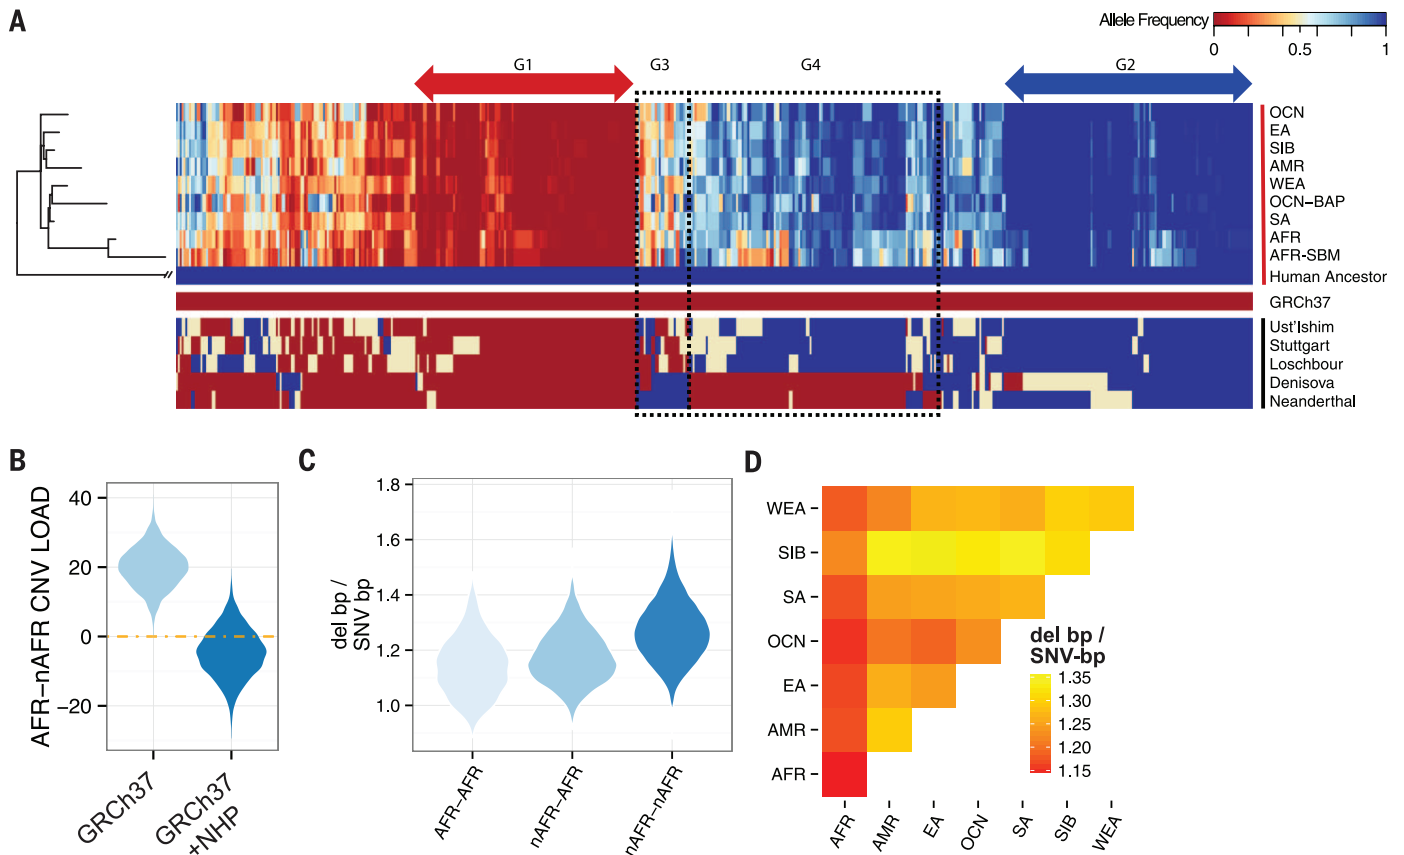 A
Allele Frequency
0 0.5 1
G1 G3 G4 G2
OCN
EA
SIB
AMR
WEA
OCN–BAP
SA
AFR
AFR-SBM
Human Ancestor
GRCh37
Ust'Ishim
Stuttgart
Loschbour
Denisova
Neanderthal
B
AFR–nAFR CNV LOAD
40
20
0
−20
GRCh37
GRCh37
+NHP
C
del bp /
SNV bp
1.8
1.6
1.4
1.2
1.0
AFR–AFR
nAFR–AFR
nAFR–nAFR
D
WEA
SIB
SA
OCN
EA
AMR
AFR
AFR
AMR
EA
OCN
SA
SIB
WEA
del bp /
SNV-bp
1.35
1.30
1.25
1.20
1.15